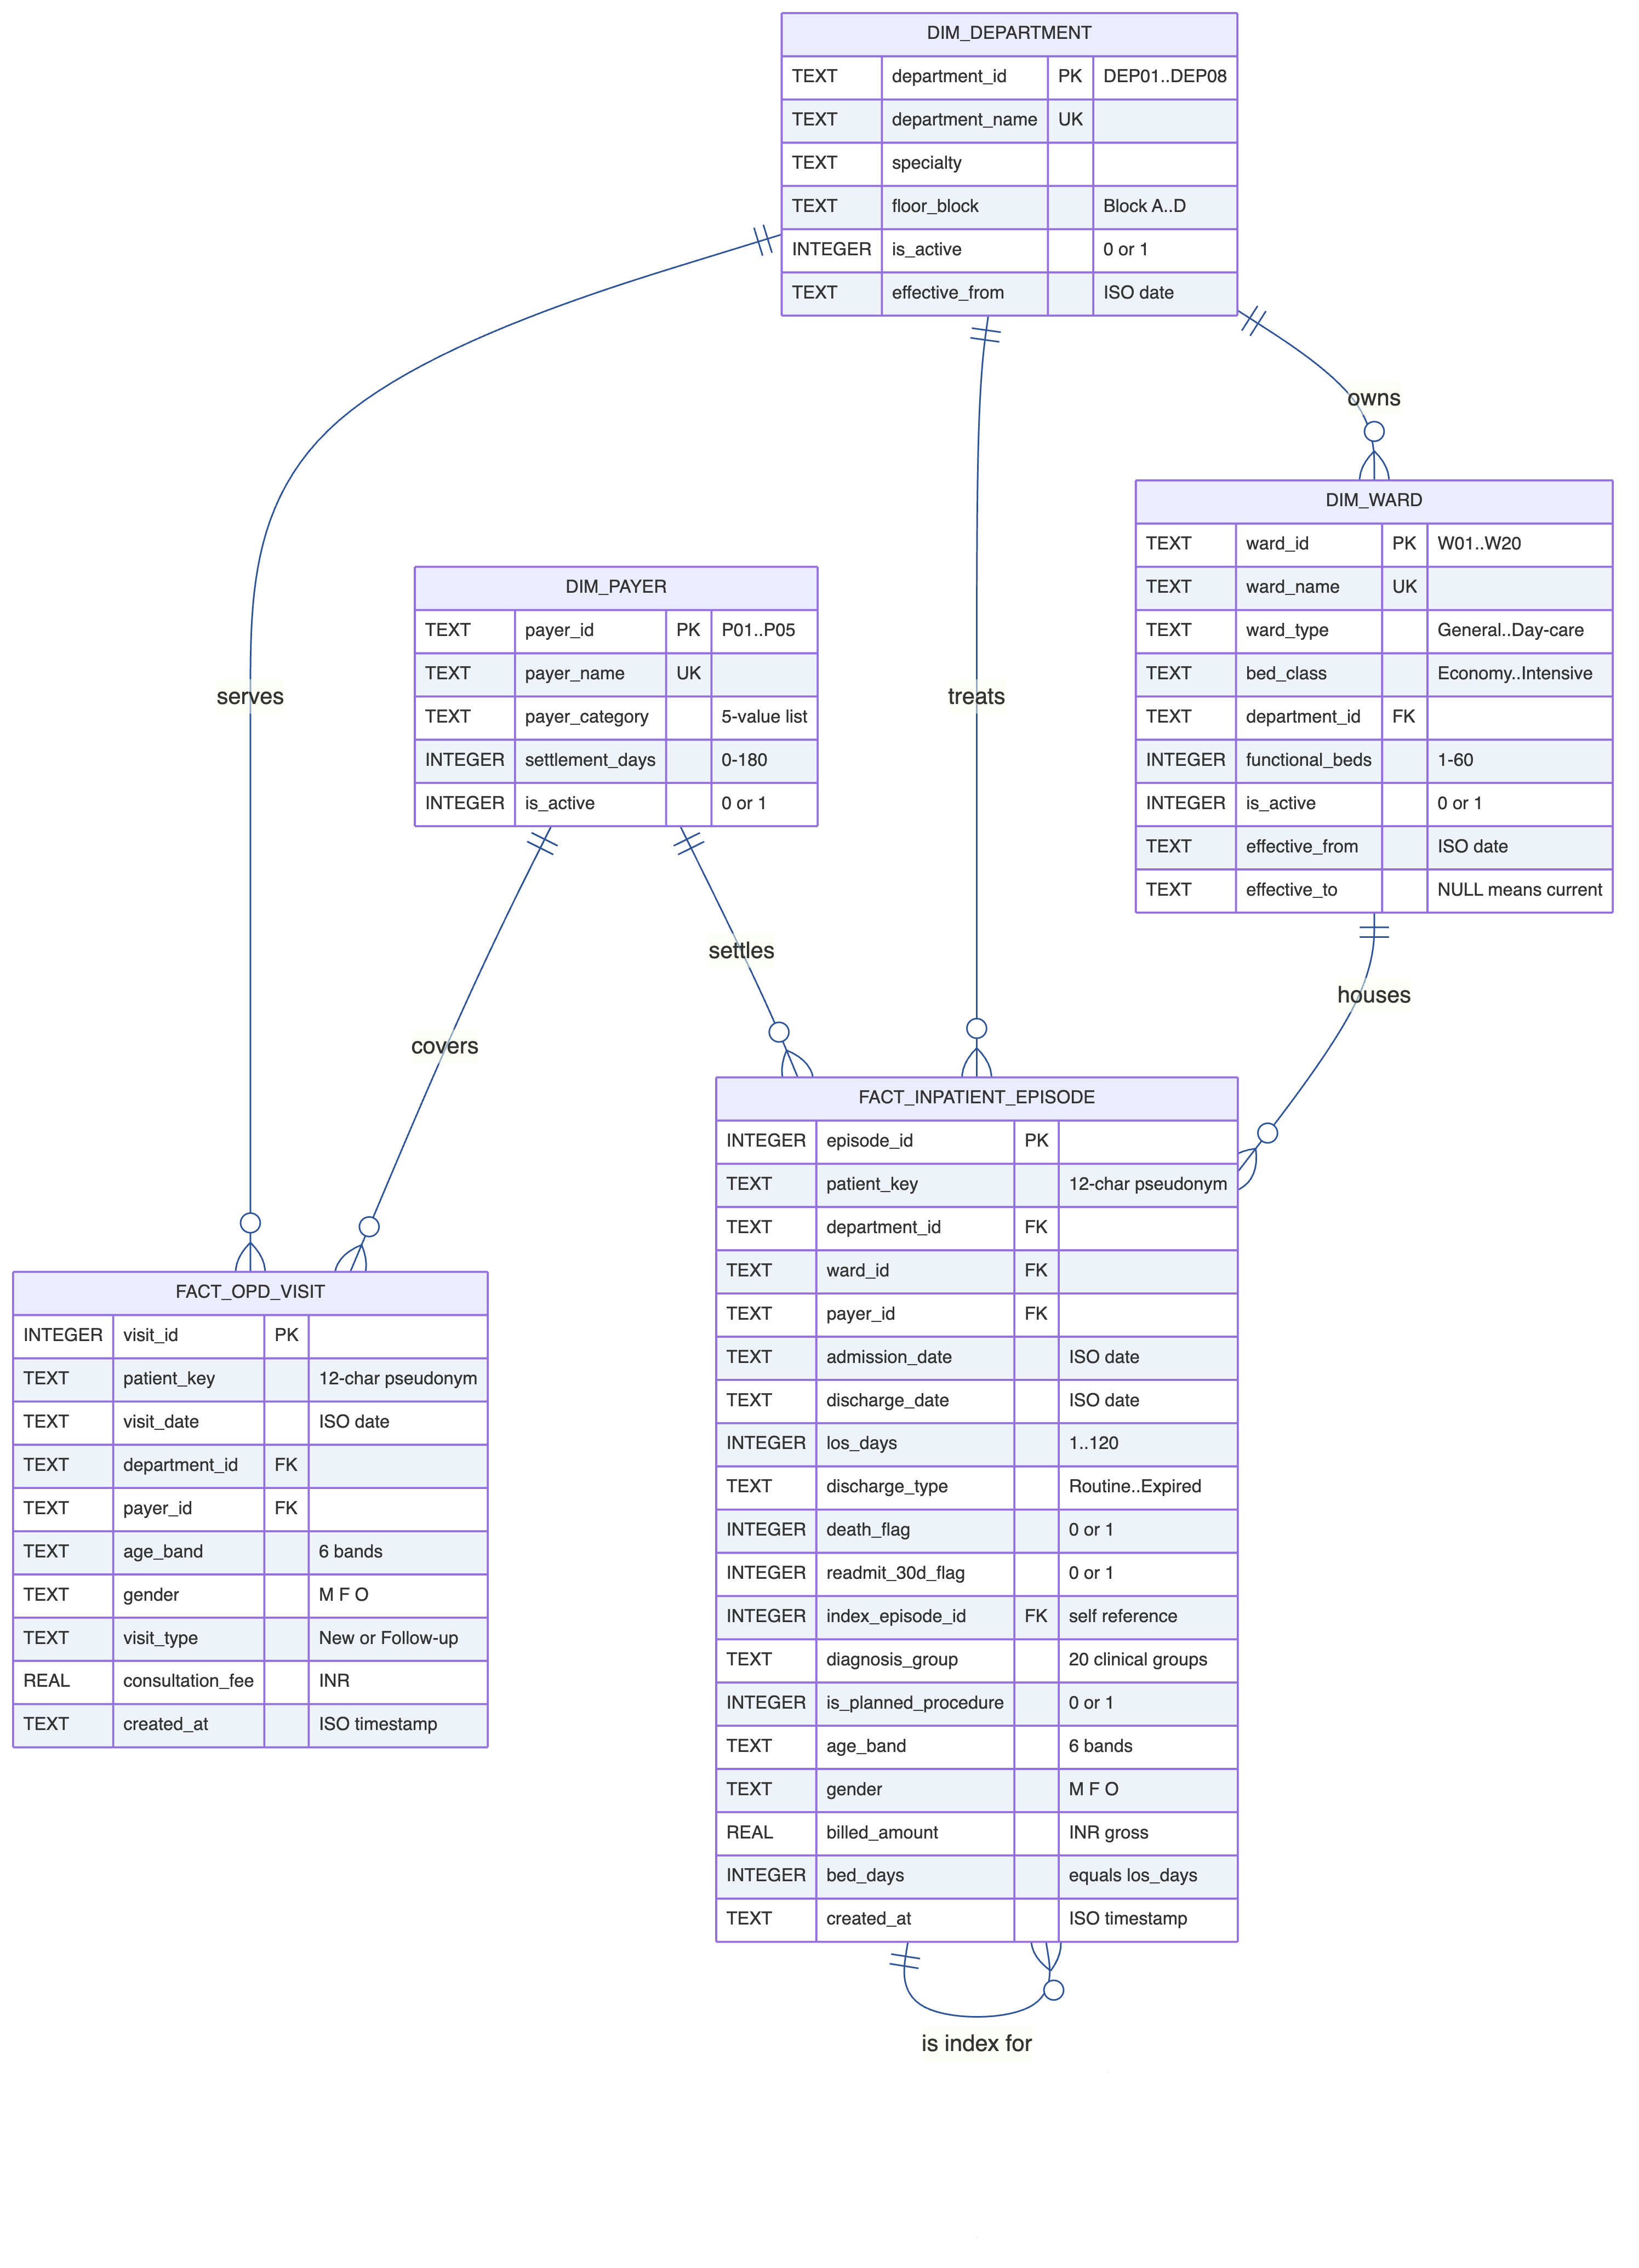 DIM_DEPARTMENT
TEXT department_id PK DEP01..DEP08
TEXT department_name UK
TEXT specialty
TEXT floor_block Block A..D
INTEGER is_active 0 or 1
TEXT effective_from ISO date
owns
DIM_WARD
TEXT ward_id PK W01..W20
TEXT ward_name UK
TEXT ward_type General..Day-care
TEXT bed_class Economy..Intensive
TEXT department_id FK
INTEGER functional_beds 1-60
INTEGER is_active 0 or 1
TEXT effective_from ISO date
TEXT effective_to NULL means current
DIM_PAYER
TEXT payer_id PK P01..P05
TEXT payer_name UK
TEXT payer_category 5-value list
INTEGER settlement_days 0-180
INTEGER is_active 0 or 1
serves
treats
settles
houses
covers
FACT_INPATIENT_EPISODE
INTEGER episode_id PK
TEXT patient_key 12-char pseudonym
TEXT department_id FK
TEXT ward_id FK
TEXT payer_id FK
TEXT admission_date ISO date
TEXT discharge_date ISO date
INTEGER los_days 1..120
TEXT discharge_type Routine..Expired
INTEGER death_flag 0 or 1
INTEGER readmit_30d_flag 0 or 1
INTEGER index_episode_id FK self reference
TEXT diagnosis_group 20 clinical groups
INTEGER is_planned_procedure 0 or 1
TEXT age_band 6 bands
TEXT gender M F O
REAL billed_amount INR gross
INTEGER bed_days equals los_days
TEXT created_at ISO timestamp
FACT_OPD_VISIT
INTEGER visit_id PK
TEXT patient_key 12-char pseudonym
TEXT visit_date ISO date
TEXT department_id FK
TEXT payer_id FK
TEXT age_band 6 bands
TEXT gender M F O
TEXT visit_type New or Follow-up
REAL consultation_fee INR
TEXT created_at ISO timestamp
is index for